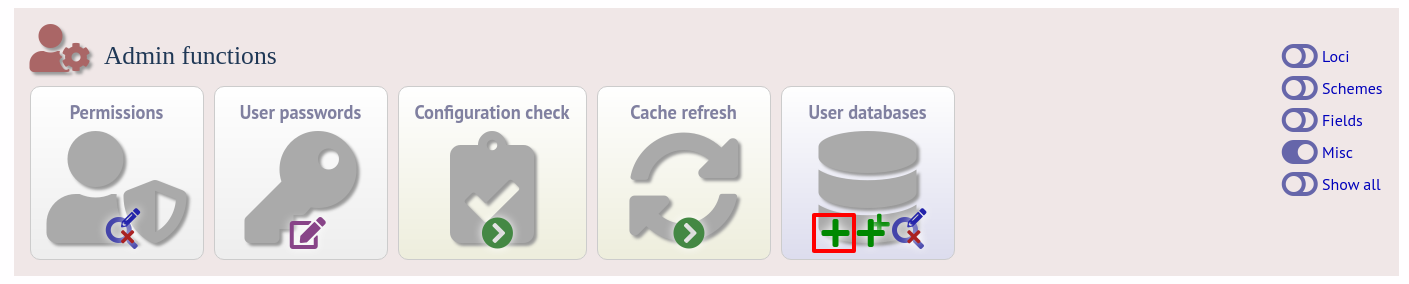 Admin functions
Permissions
User passwords
Configuration check
Cache refresh
User databases
Loci
Schemes
Fields
Misc
Show all